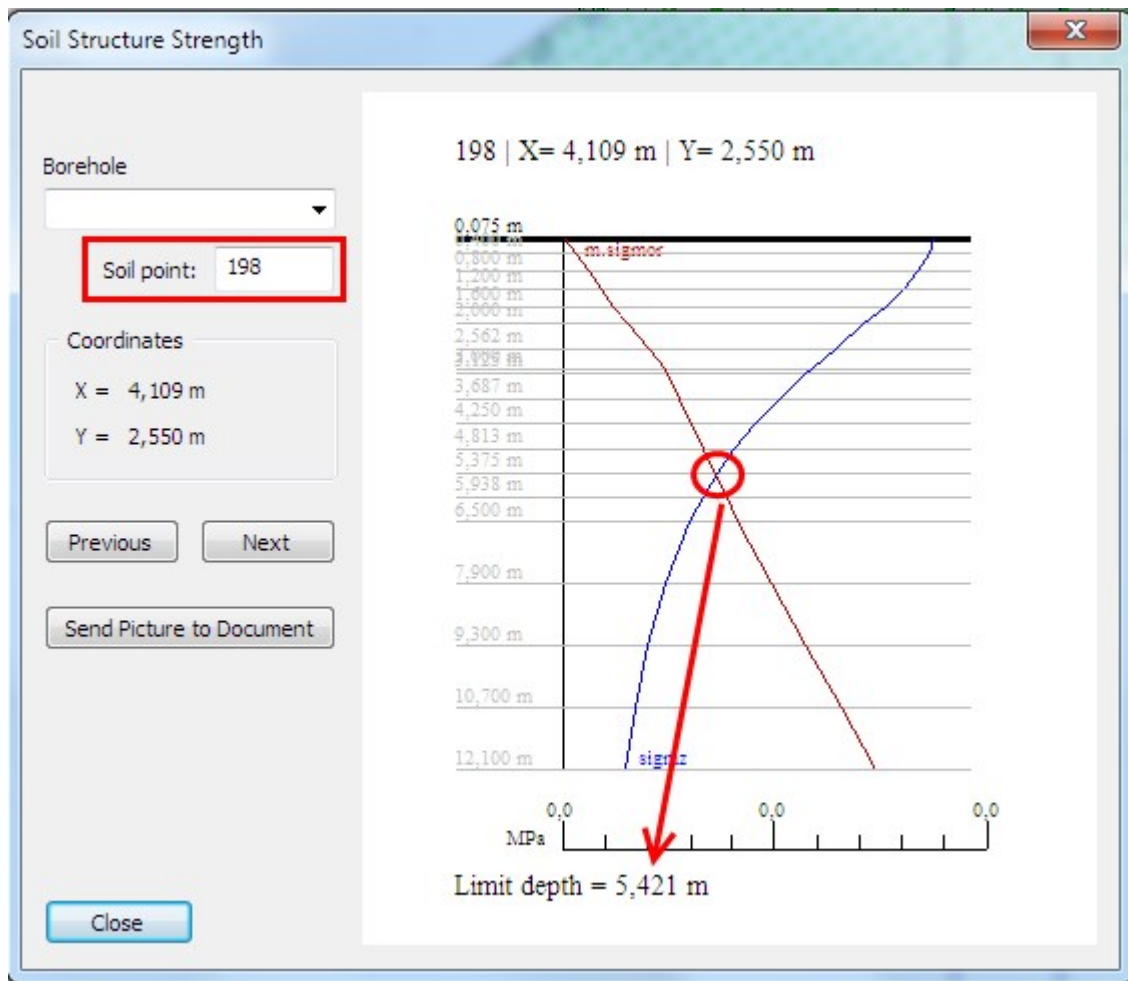 Soil Structure Strength
x
Borehole
Soil point: 198
Coordinates
X = 4,109 m
Y = 2,550 m
Previous Next
Send Picture to Document
Close
198 | X= 4,109 m | Y= 2,550 m
0,075 m
m.sigmor
0,800 m
1,200 m
1,600 m
2,000 m
2,562 m
3,687 m
4,250 m
4,813 m
5,375 m
5,938 m
6,500 m
7,900 m
9,300 m
10,700 m
12,100 m
sigmz
0,0 0,0 0,0
MPa
Limit depth = 5,421 m